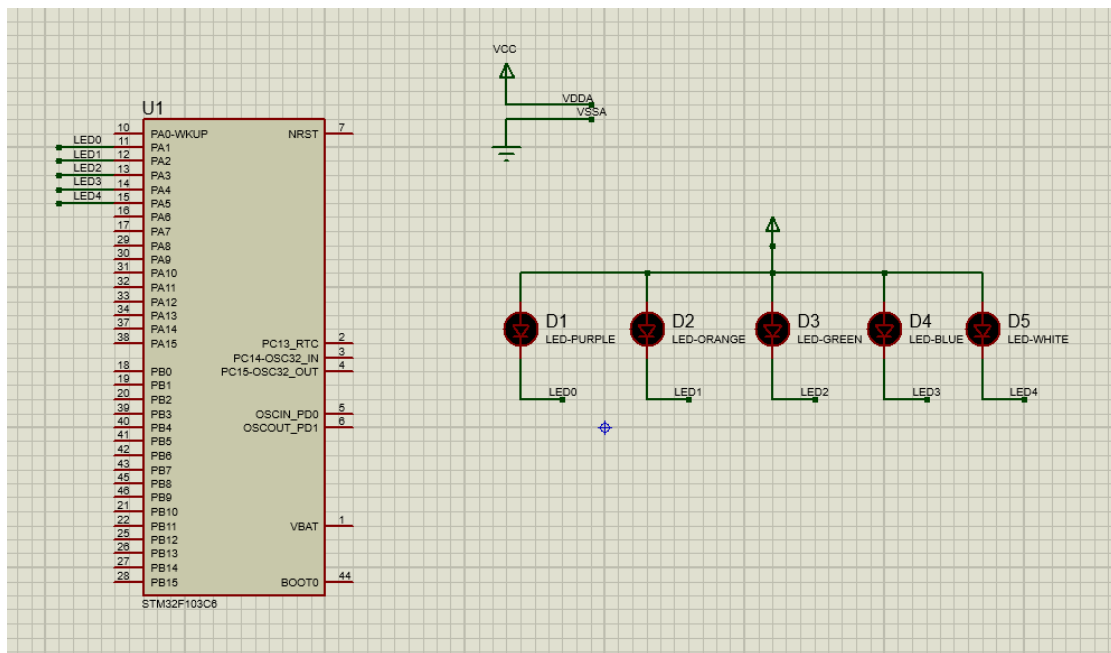 VCC
VDDA
VSSA
U1
10 PA0-WKUP NRST 7
LED0 11 PA1
LED1 12 PA2
LED2 13 PA3
LED3 14 PA4
LED4 15 PA5
16 PA6
17 PA7
29 PA8
30 PA9
31 PA10
32 PA11
33 PA12
34 PA13
37 PA14
38 PA15
PC13_RTC 2
PC14-OSC32_IN 3
PC15-OSC32_OUT 4
18 PB0
19 PB1
20 PB2
39 PB3
40 PB4
41 PB5
42 PB6
43 PB7
45 PB8
46 PB9
21 PB10
22 PB11
25 PB12
26 PB13
27 PB14
28 PB15
OSCIN_PD0 5
OSCOUT_PD1 6
VBAT 1
BOOT0 44
STM32F103C6
D1
LED-PURPLE
D2
LED-ORANGE
D3
LED-GREEN
D4
LED-BLUE
D5
LED-WHITE
LED0
LED1
LED2
LED3
LED4